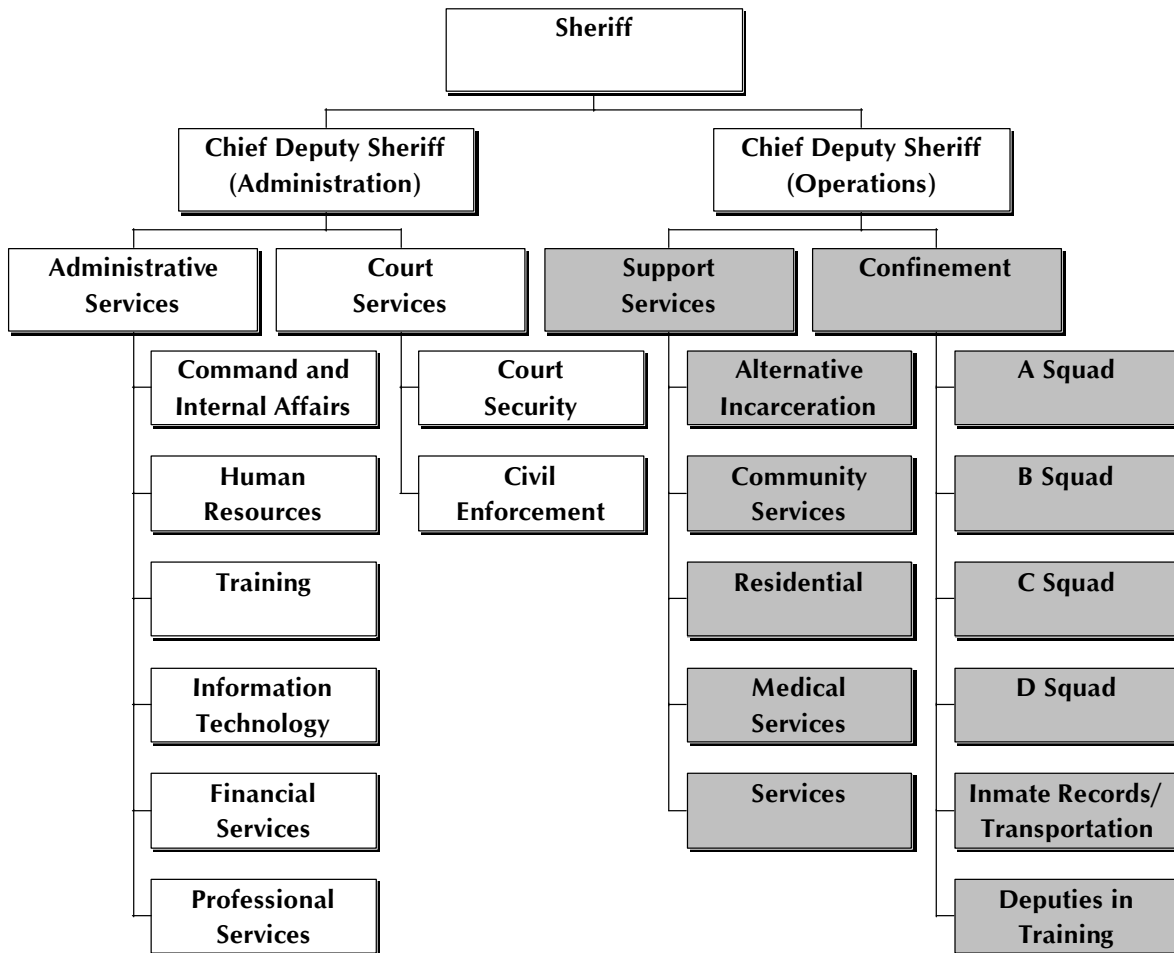 Sheriff
Chief Deputy Sheriff
(Administration)
Chief Deputy Sheriff
(Operations)
Administrative
Services
Court
Services
Support
Services
Confinement
Command and
Internal Affairs
Human
Resources
Training
Information
Technology
Financial
Services
Professional
Services
Court
Security
Civil
Enforcement
Alternative
Incarceration
Community
Services
Residential
Medical
Services
Services
A Squad
B Squad
C Squad
D Squad
Inmate Records/
Transportation
Deputies in
Training